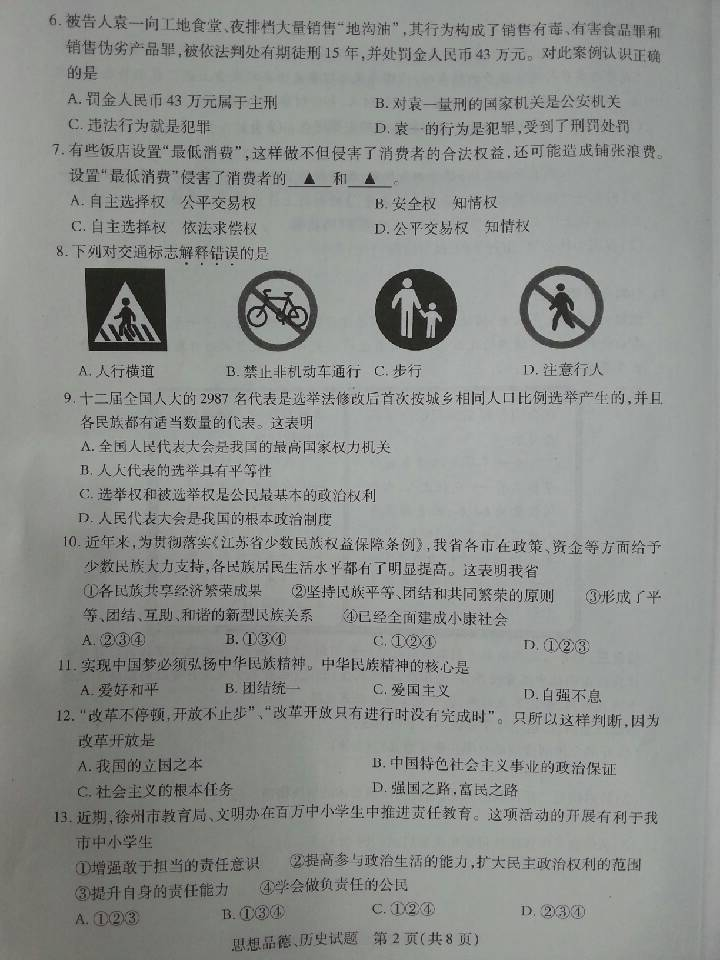 6. 被告人袁一向工地食堂、夜排档大量销售“地沟油”,其行为构成了销售有毒、有害食品罪和
销售伪劣产品罪,被依法判处有期徒刑 15 年,并处罚金人民币 43 万元。对此案例认识正确
的是
A. 罚金人民币 43 万元属于主刑 B. 对袁一量刑的国家机关是公安机关
C. 违法行为就是犯罪 D. 袁一的行为是犯罪,受到了刑罚处罚
7. 有些饭店设置“最低消费”,这样做不但侵害了消费者的合法权益,还可能造成铺张浪费。
设置“最低消费”侵害了消费者的 ▲ 和 ▲ 。
A. 自主选择权 公平交易权 B. 安全权 知情权
C. 自主选择权 依法求偿权 D. 公平交易权 知情权
8. 下列对交通标志解释错误的是
A. 人行横道 B. 禁止非机动车通行 C. 步行 D. 注意行人
9. 十二届全国人大的 2987 名代表是选举法修改后首次按城乡相同人口比例选举产生的,并且
各民族都有适当数量的代表。这表明
A. 全国人民代表大会是我国的最高国家权力机关
B. 人大代表的选举具有平等性
C. 选举权和被选举权是公民最基本的政治权利
D. 人民代表大会是我国的根本政治制度
10. 近年来,为贯彻落实《江苏省少数民族权益保障条例》,我省各市在政策、资金等方面给予
少数民族大力支持,各民族居民生活水平都有了明显提高。这表明我省
①各民族共享经济繁荣成果 ②坚持民族平等、团结和共同繁荣的原则 ③形成了平
等、团结、互助、和谐的新型民族关系 ④已经全面建成小康社会
A. ②③④ B. ①③④ C. ①②④ D. ①②③
11. 实现中国梦必须弘扬中华民族精神。中华民族精神的核心是
A. 爱好和平 B. 团结统一 C. 爱国主义 D. 自强不息
12. “改革不停顿,开放不止步”、“改革开放只有进行时没有完成时”。只所以这样判断,因为
改革开放是
A. 我国的立国之本 B. 中国特色社会主义事业的政治保证
C. 社会主义的根本任务 D. 强国之路,富民之路
13. 近期,徐州市教育局、文明办在百万中小学生中推进责任教育。这项活动的开展有利于我
市中小学生
①增强敢于担当的责任意识 ②提高参与政治生活的能力,扩大民主政治权利的范围
③提升自身的责任能力 ④学会做负责任的公民
A. ①②③ B. ①③④ C. ①②④ D. ②③④
思想品德、历史试题 第 2 页(共 8 页)